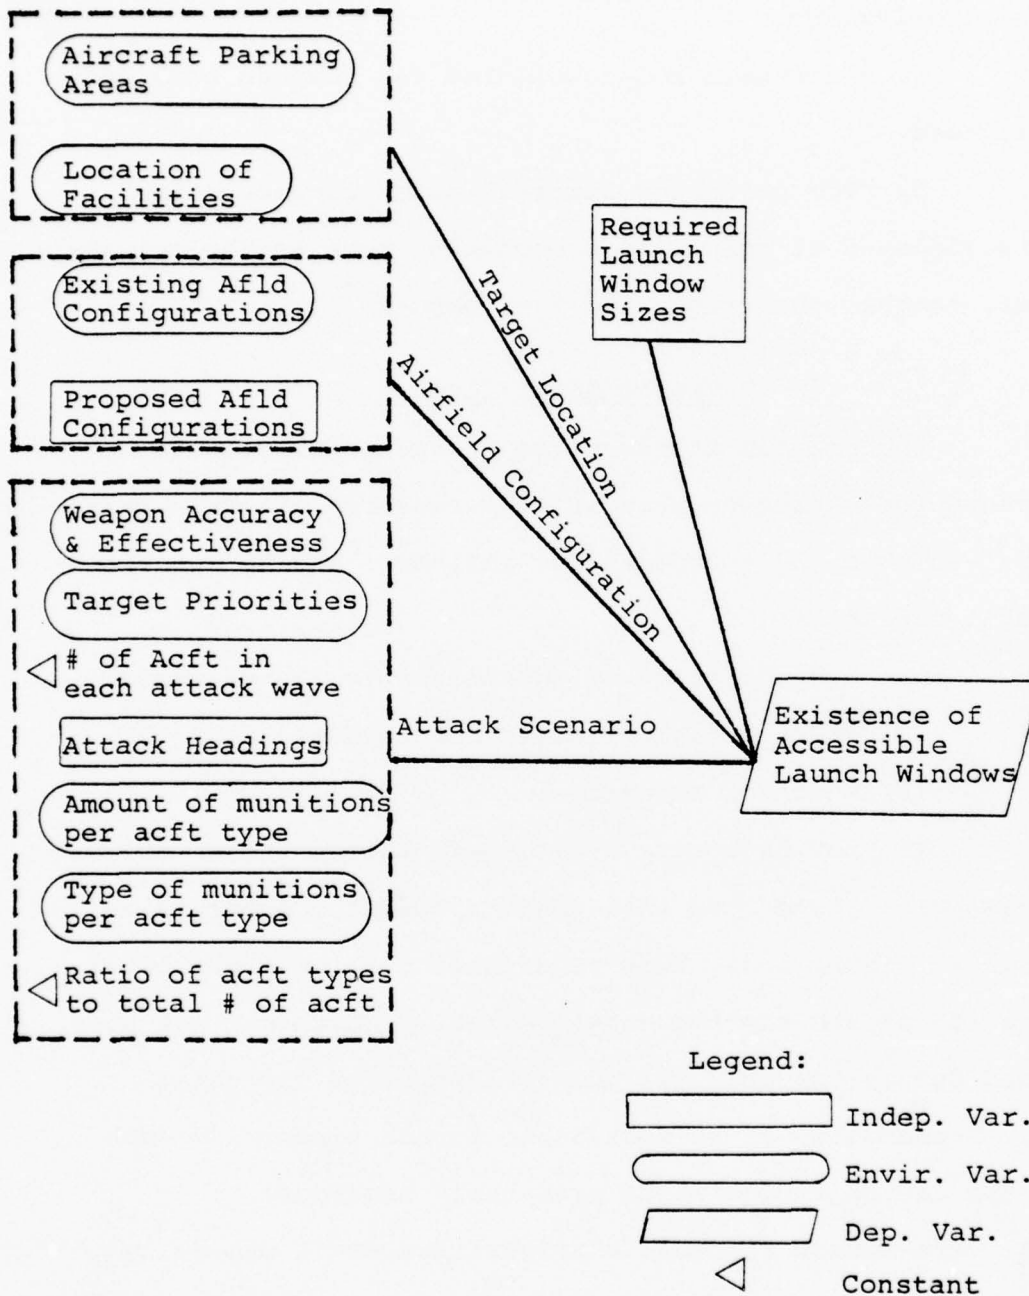 Aircraft Parking
Areas
Location of
Facilities
Existing Afld
Configurations
Proposed Afld
Configurations
Weapon Accuracy
& Effectiveness
Target Priorities
# of Acft in
each attack wave
Attack Headings
Amount of munitions
per acft type
Type of munitions
per acft type
Ratio of acft types
to total # of acft
Target Location
Airfield Configuration
Attack Scenario
Required
Launch
Window
Sizes
Existence of
Accessible
Launch Windows
Legend:
Indep. Var.
Envir. Var.
Dep. Var.
Constant